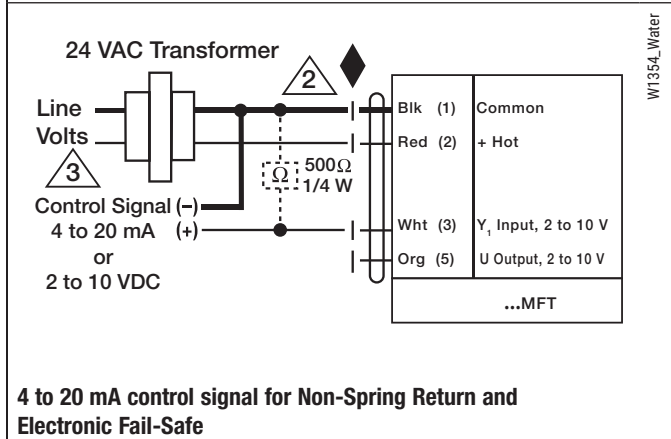 W1354_Water
24 VAC Transformer
2
Line
Volts
3
Blk (1) Common
Red (2) + Hot
Ω
500Ω
1/4 W
Control Signal (−)
4 to 20 mA (+)
or
2 to 10 VDC
Wht (3) Y₁ Input, 2 to 10 V
Org (5) U Output, 2 to 10 V
...MFT
4 to 20 mA control signal for Non-Spring Return and
Electronic Fail-Safe